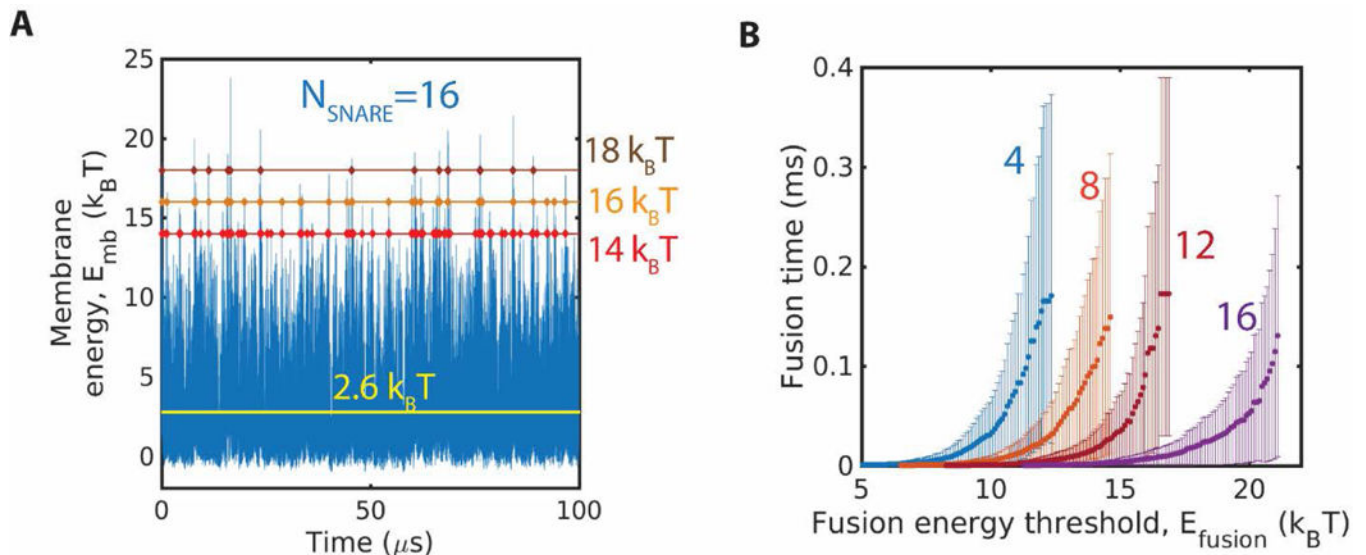 A
N_SNARE=16
25
20
15
10
5
0
Membrane
energy, E_mb (k_BT)
18 k_BT
16 k_BT
14 k_BT
2.6 k_BT
0
50
100
Time (μs)
B
0.4
0.3
0.2
0.1
0
Fusion time (ms)
4
8
12
16
5
10
15
20
Fusion energy threshold, E_fusion (k_BT)